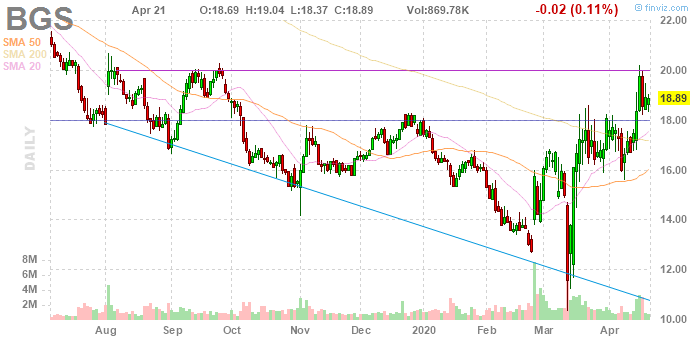 BGS Apr 21 O:18.69 H:19.04 L:18.37 C:18.89 Vol:869.78K -0.02 (0.11%)
© finviz.com
SMA 50
SMA 200
SMA 20
DAILY
22.00
20.00
18.89
18.00
16.00
14.00
12.00
10.00
8M
6M
4M
2M
Aug Sep Oct Nov Dec 2020 Feb Mar Apr